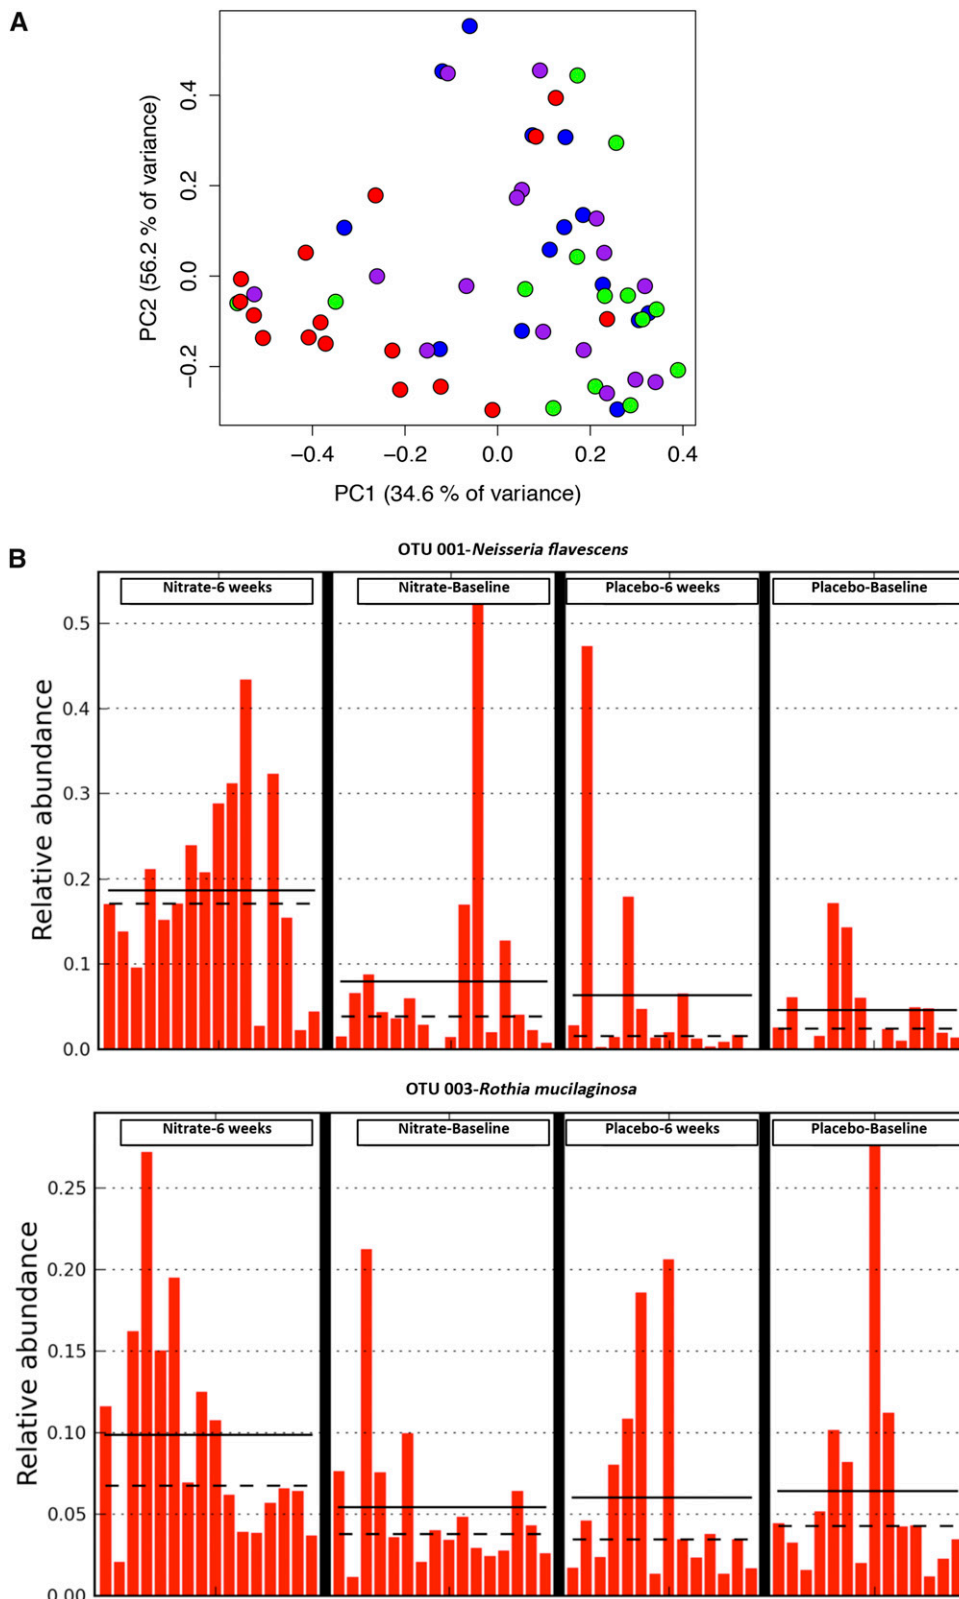 A
PC2 (56.2 % of variance)
0.4
0.2
0.0
−0.2
−0.4 −0.2 0.0 0.2 0.4
PC1 (34.6 % of variance)
B
OTU 001-Neisseria flavescens
Nitrate-6 weeks Nitrate-Baseline Placebo-6 weeks Placebo-Baseline
Relative abundance
0.5
0.4
0.3
0.2
0.1
0.0
OTU 003-Rothia mucilaginosa
Nitrate-6 weeks Nitrate-Baseline Placebo-6 weeks Placebo-Baseline
Relative abundance
0.25
0.20
0.15
0.10
0.05
0.00